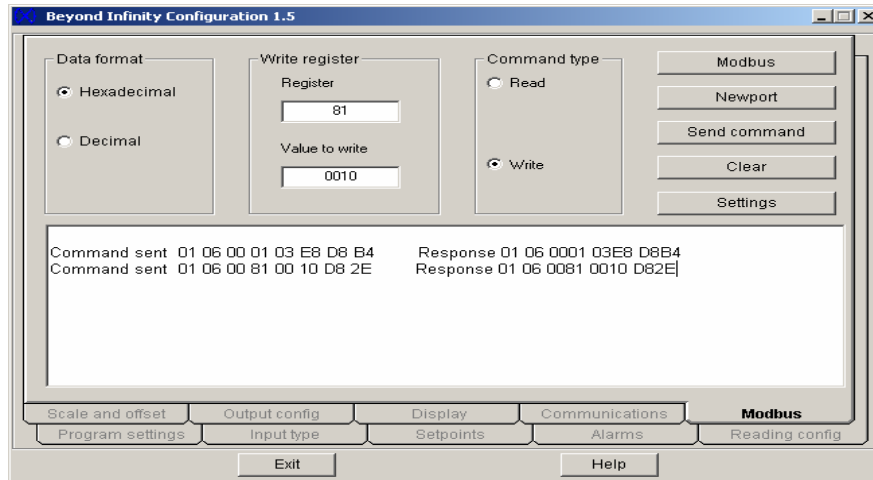 Beyond Infinity Configuration 1.5
Data format
Hexadecimal
Decimal
Write register
Register
81
Value to write
0010
Command type
Read
Write
Modbus
Newport
Send command
Clear
Settings
Command sent 01 06 00 01 03 E8 D8 B4 Response 01 06 0001 03E8 D8B4
Command sent 01 06 00 81 00 10 D8 2E Response 01 06 0081 0010 D82E
Scale and offset Output config Display Communications Modbus
Program settings Input type Setpoints Alarms Reading config
Exit Help